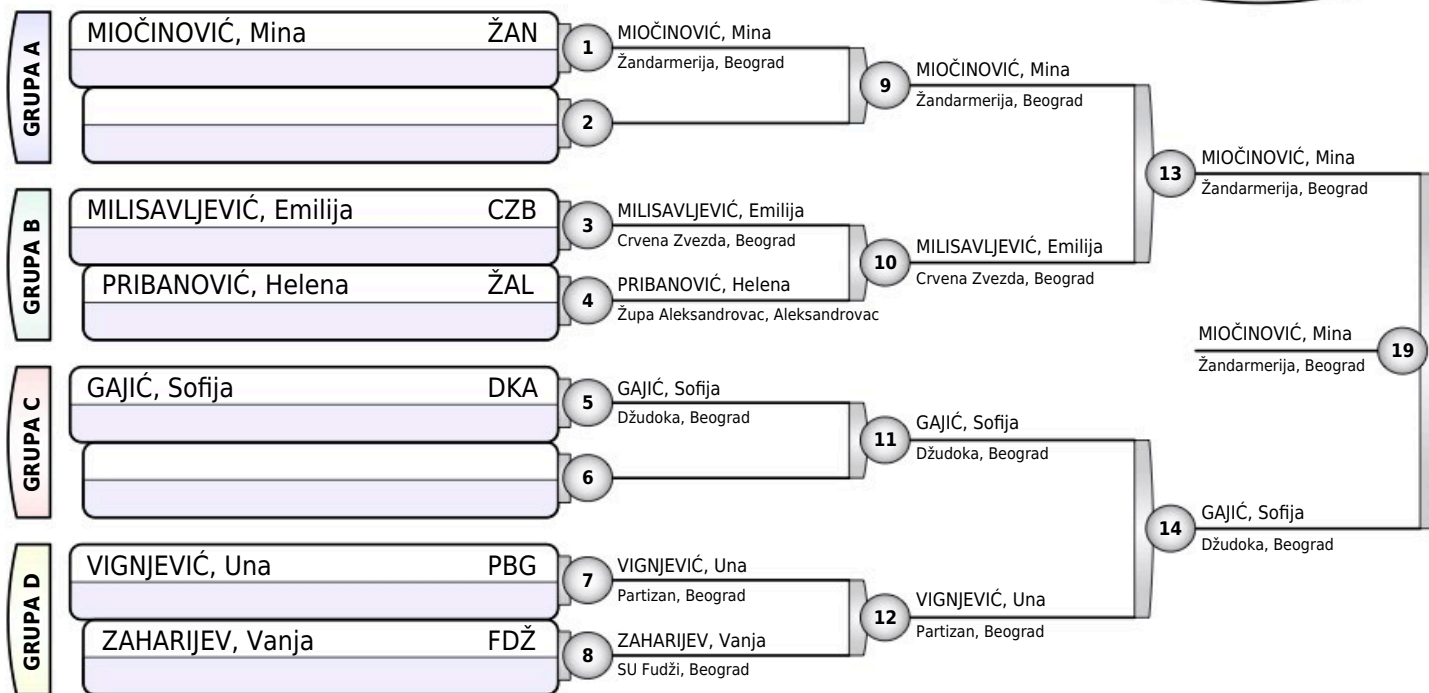 GRUPA A
MIOČINOVIĆ, Mina ŽAN
1
MIOČINOVIĆ, Mina
Žandarmerija, Beograd
2
9
MIOČINOVIĆ, Mina
Žandarmerija, Beograd
GRUPA B
MILISAVLJEVIĆ, Emilija CZB
3
MILISAVLJEVIĆ, Emilija
Crvena Zvezda, Beograd
PRIBANOVIĆ, Helena ŽAL
4
PRIBANOVIĆ, Helena
Župa Aleksandrovac, Aleksandrovac
10
MILISAVLJEVIĆ, Emilija
Crvena Zvezda, Beograd
13
MIOČINOVIĆ, Mina
Žandarmerija, Beograd
GRUPA C
GAJIĆ, Sofija DKA
5
GAJIĆ, Sofija
Džudoka, Beograd
6
11
GAJIĆ, Sofija
Džudoka, Beograd
GRUPA D
VIGNJEVIĆ, Una PBG
7
VIGNJEVIĆ, Una
Partizan, Beograd
ZAHARIJEV, Vanja FDŽ
8
ZAHARIJEV, Vanja
SU Fudži, Beograd
12
VIGNJEVIĆ, Una
Partizan, Beograd
14
GAJIĆ, Sofija
Džudoka, Beograd
MIOČINOVIĆ, Mina
Žandarmerija, Beograd
19